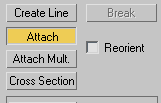 Create Line
Break
Attach
Reorient
Attach Mult.
Cross Section